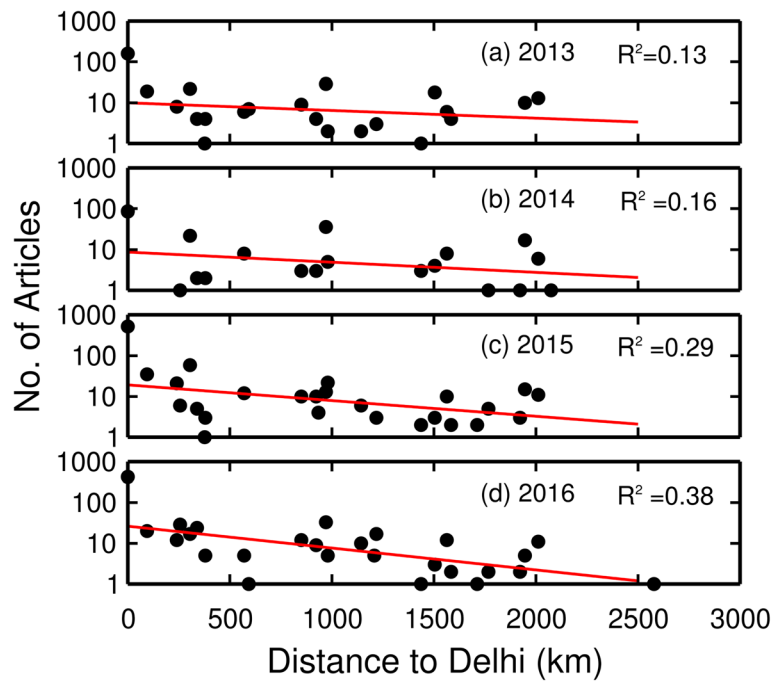 No. of Articles
1000
100
10
1
(a) 2013 R²=0.13
1000
100
10
1
(b) 2014 R² =0.16
1000
100
10
1
(c) 2015 R² =0.29
1000
100
10
1
(d) 2016 R² =0.38
0 500 1000 1500 2000 2500 3000
Distance to Delhi (km)